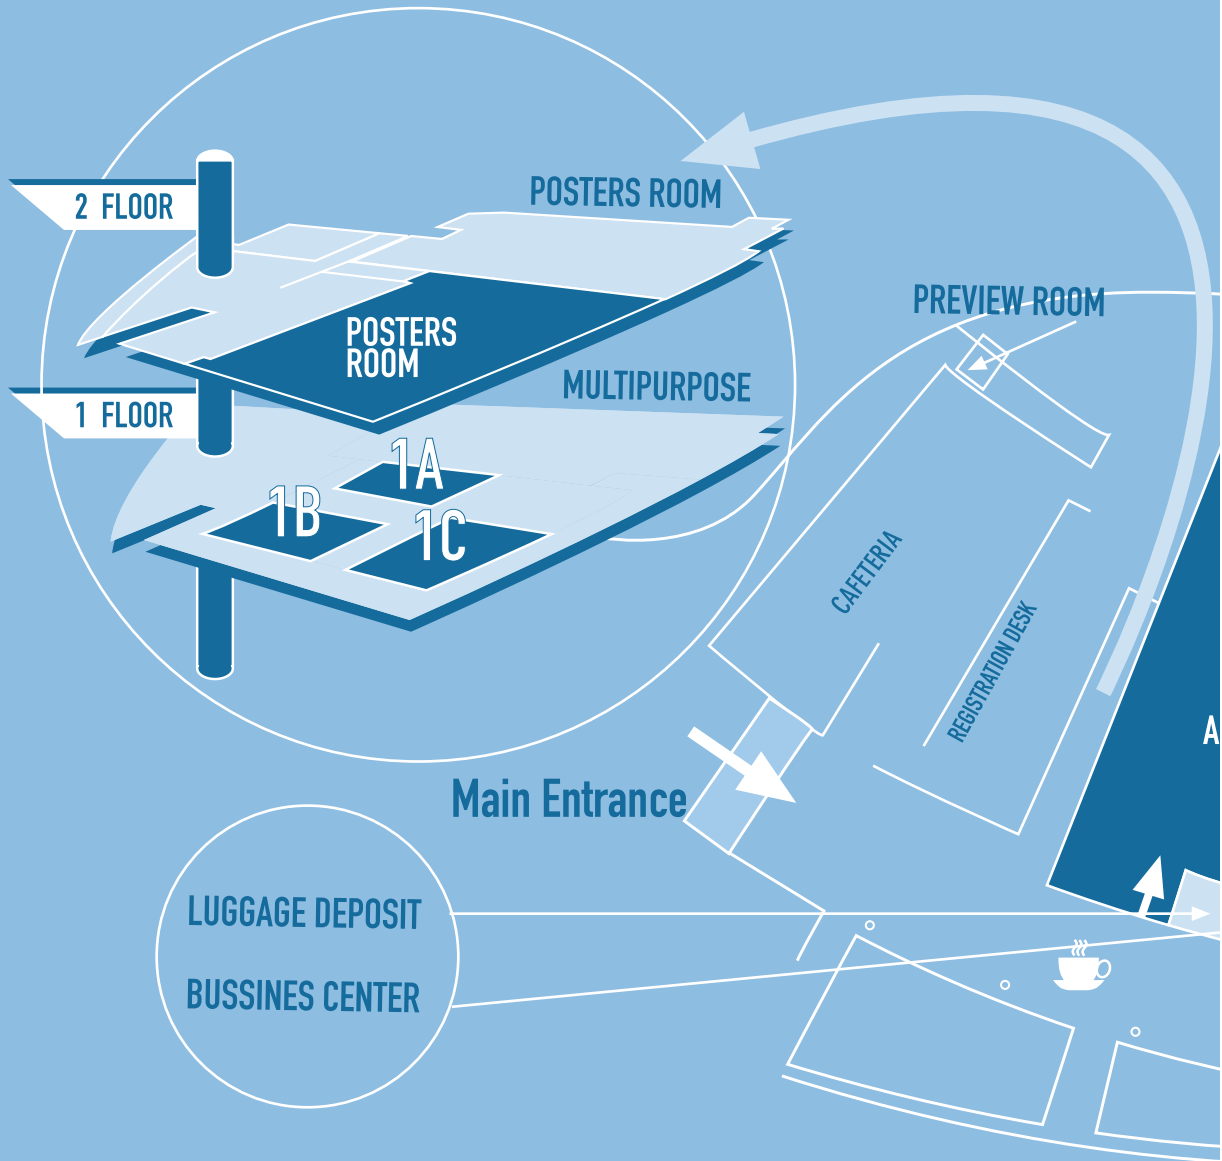 2 FLOOR
POSTERS ROOM
POSTERS
ROOM
PREVIEW ROOM
1 FLOOR
MULTIPURPOSE
1A
1B
1C
CAFETERIA
REGISTRATION DESK
A
Main Entrance
LUGGAGE DEPOSIT
BUSSINES CENTER